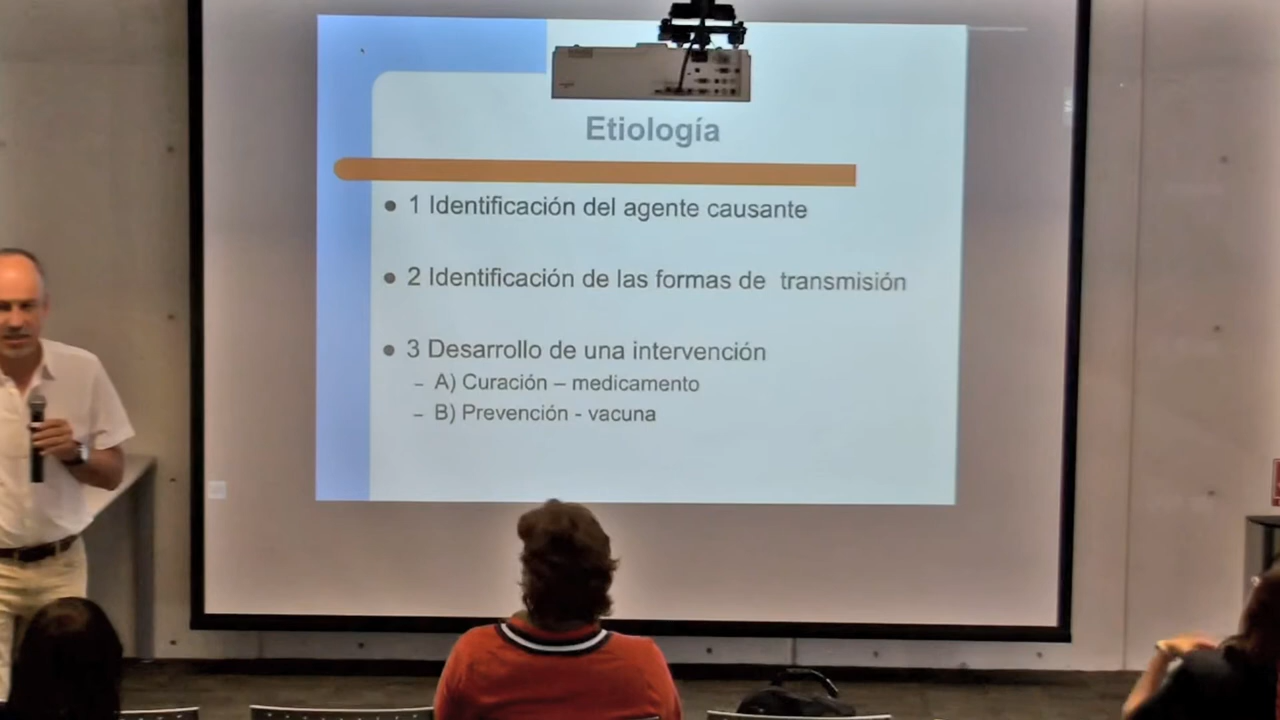 Etiología
1 Identificación del agente causante
2 Identificación de las formas de transmisión
3 Desarrollo de una intervención
– A) Curación – medicamento
– B) Prevención - vacuna